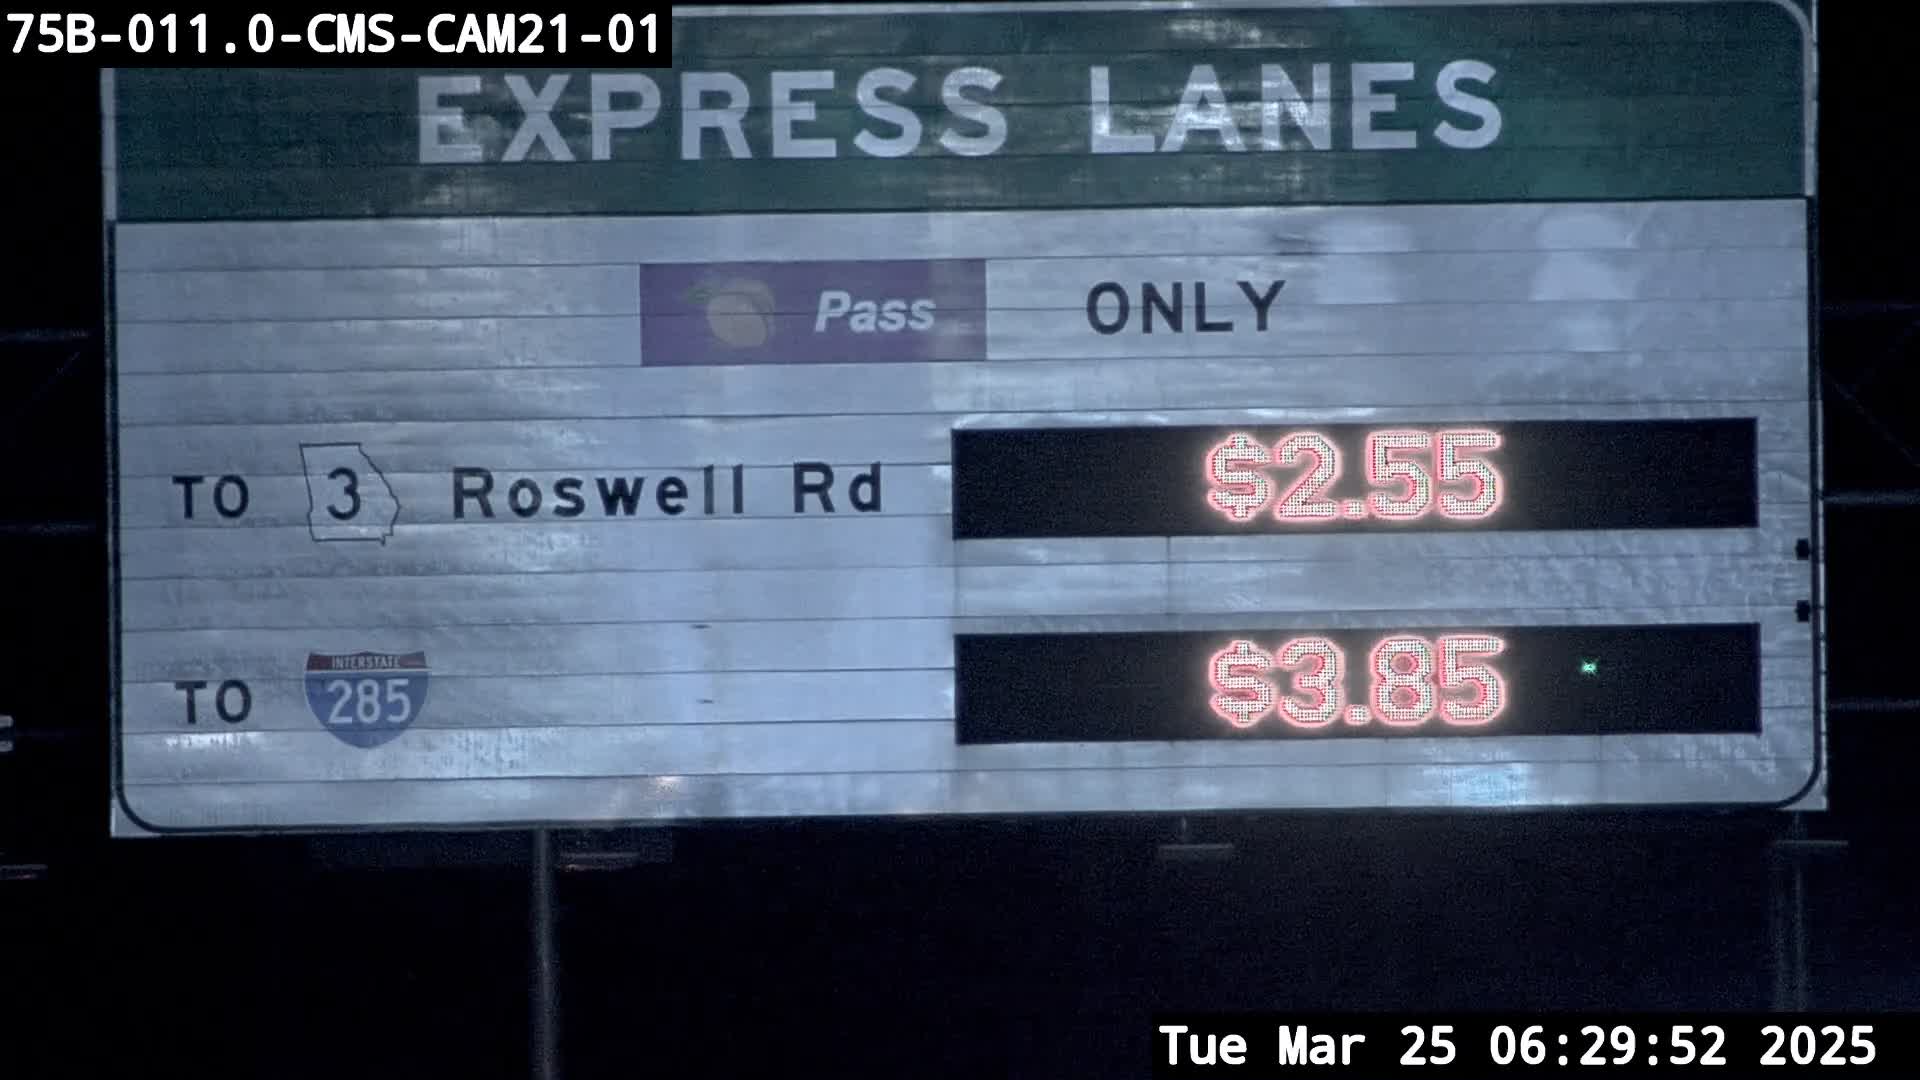 75B-011.0-CMS-CAM21-01
EXPRESS LANES
Pass ONLY
TO 3 Roswell Rd $2.55
TO INTERSTATE 285 $3.85
Tue Mar 25 06:29:52 2025